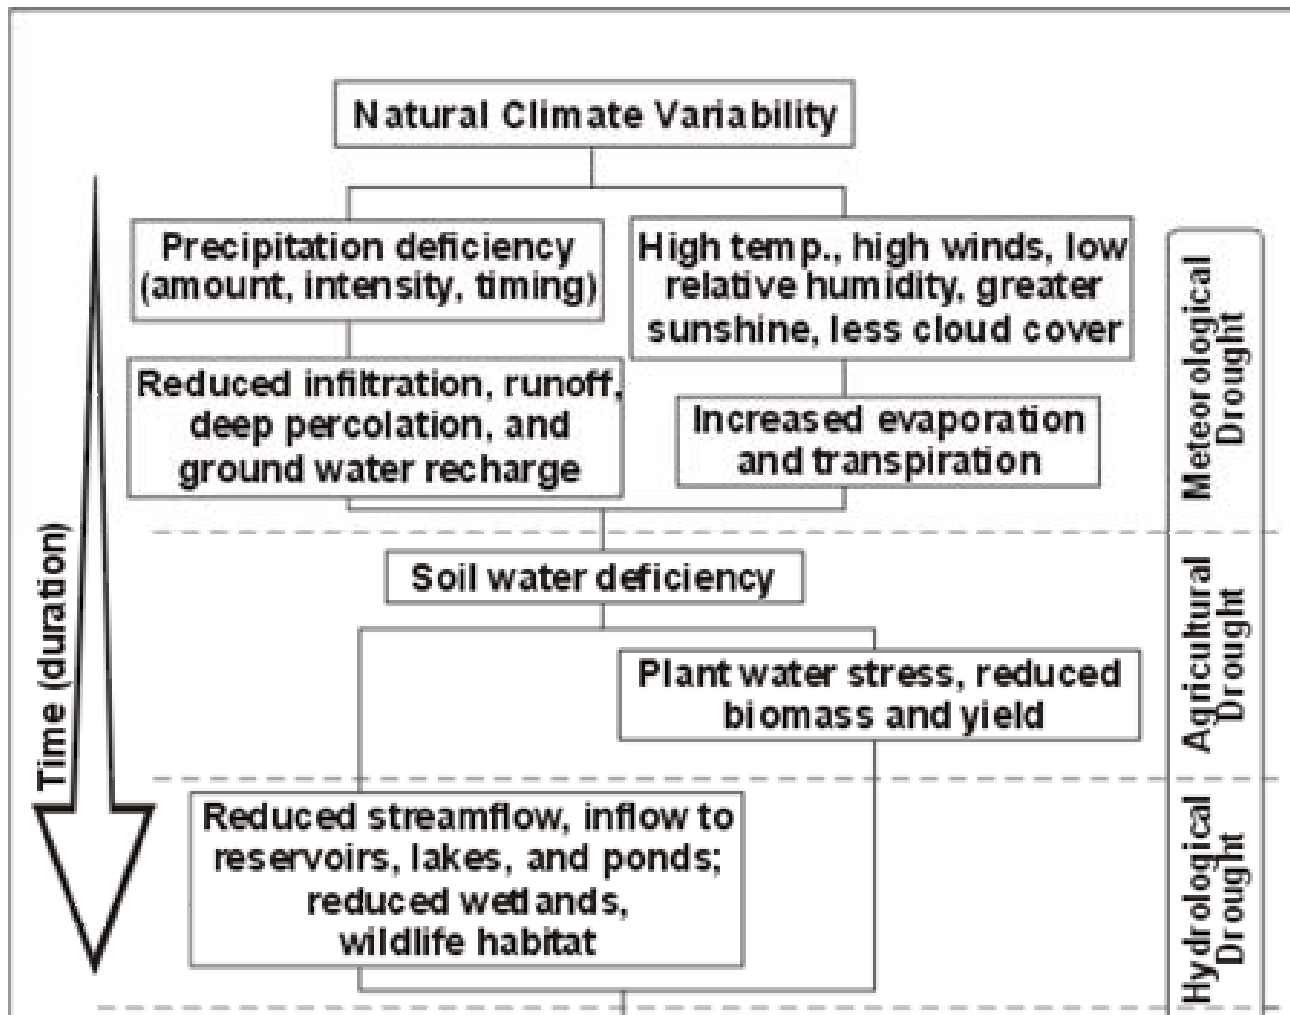 Natural Climate Variability
Precipitation deficiency
(amount, intensity, timing)
High temp., high winds, low
relative humidity, greater
sunshine, less cloud cover
Reduced infiltration, runoff,
deep percolation, and
ground water recharge
Increased evaporation
and transpiration
Meteorological
Drought
Soil water deficiency
Plant water stress, reduced
biomass and yield
Agricultural
Drought
Time (duration)
Reduced streamflow, inflow to
reservoirs, lakes, and ponds;
reduced wetlands,
wildlife habitat
Hydrological
Drought